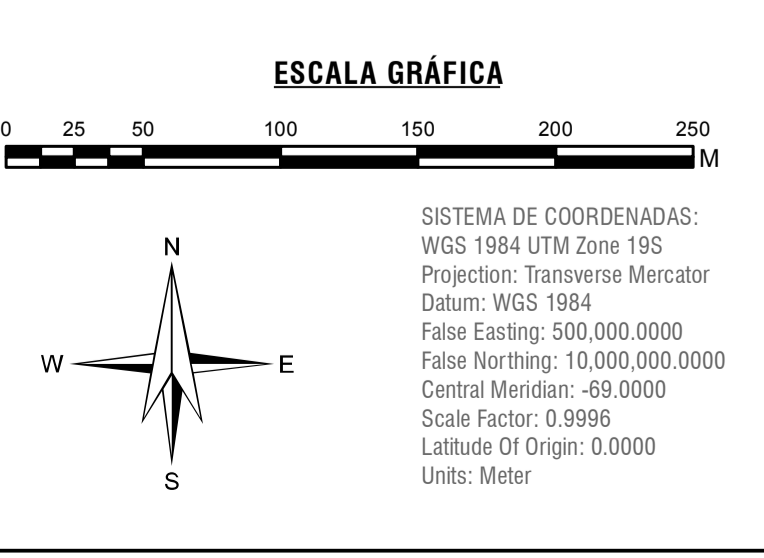 ESCALA GRÁFICA
0 25 50 100 150 200 250
M
SISTEMA DE COORDENADAS:
WGS 1984 UTM Zone 19S
Projection: Transverse Mercator
Datum: WGS 1984
False Easting: 500,000.0000
False Northing: 10,000,000.0000
Central Meridian: -69.0000
Scale Factor: 0.9996
Latitude Of Origin: 0.0000
Units: Meter
N
W E
S